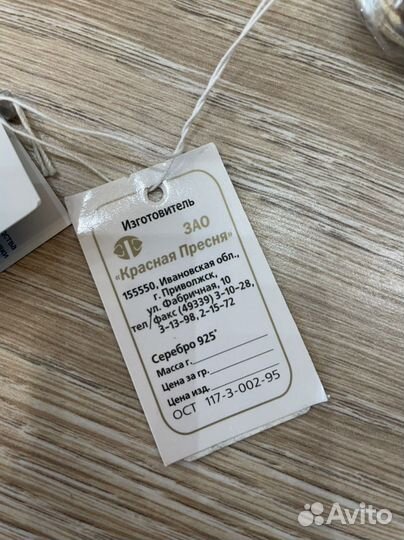 Изготовитель
ЗАО
«Красная Пресня»
155550, Ивановская обл.,
г. Приволжск,
ул. Фабричная, 10
тел/факс (49339) 3-10-28,
3-13-98, 2-15-72
Серебро 925°
Масса г.
Цена за гр.
Цена изд.
ОСТ 117-3-002-95
Avito